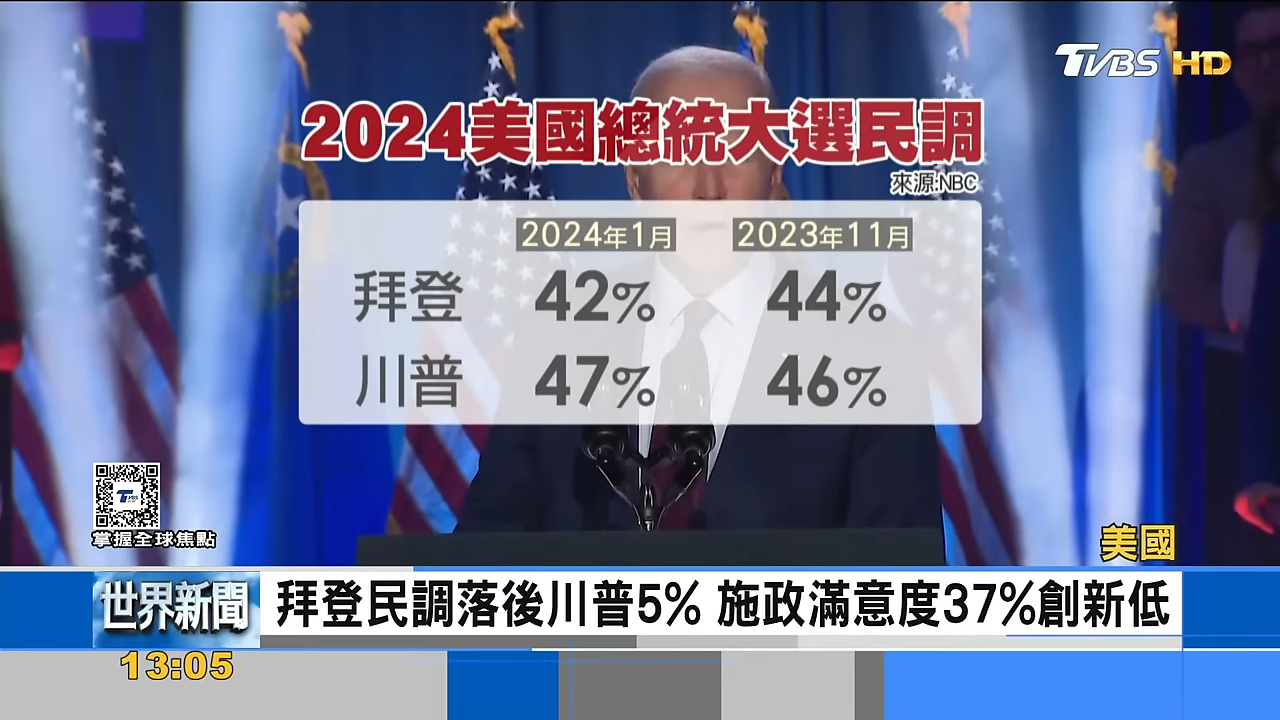 TVBS HD
2024美國總統大選民調
來源:NBC
2024年1月 2023年11月
拜登 42% 44%
川普 47% 46%
TVBS
掌握全球焦點
美國
世界新聞 拜登民調落後川普5% 施政滿意度37%創新低
13:05